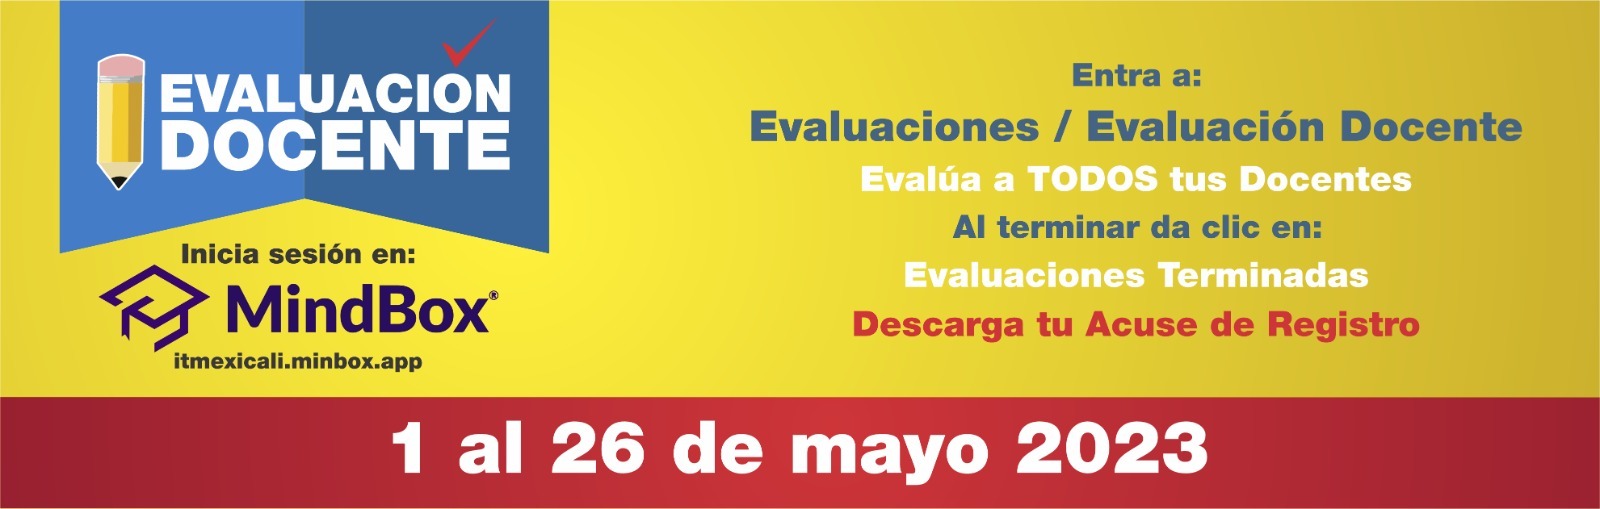 EVALUACIÓN
DOCENTE
Inicia sesión en:
MindBox®
itmexicali.minbox.app
Entra a:
Evaluaciones / Evaluación Docente
Evalúa a TODOS tus Docentes
Al terminar da clic en:
Evaluaciones Terminadas
Descarga tu Acuse de Registro
1 al 26 de mayo 2023